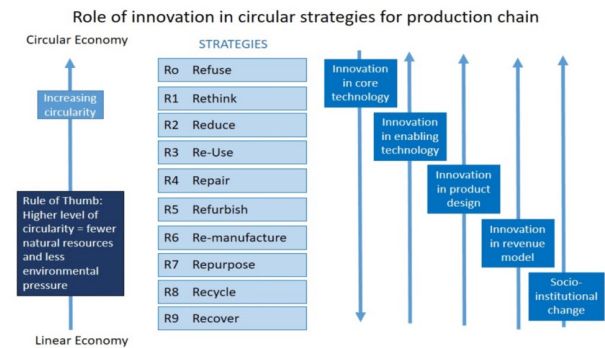 Role of innovation in circular strategies for production chain
Circular Economy
STRATEGIES
Increasing
circularity
Rule of Thumb:
Higher level of
circularity = fewer
natural resources
and less
environmental
pressure
Linear Economy
Ro Refuse
R1 Rethink
R2 Reduce
R3 Re-Use
R4 Repair
R5 Refurbish
R6 Re-manufacture
R7 Repurpose
R8 Recycle
R9 Recover
Innovation
in core
technology
Innovation
in enabling
technology
Innovation
in product
design
Innovation
in revenue
model
Socio-
institutional
change